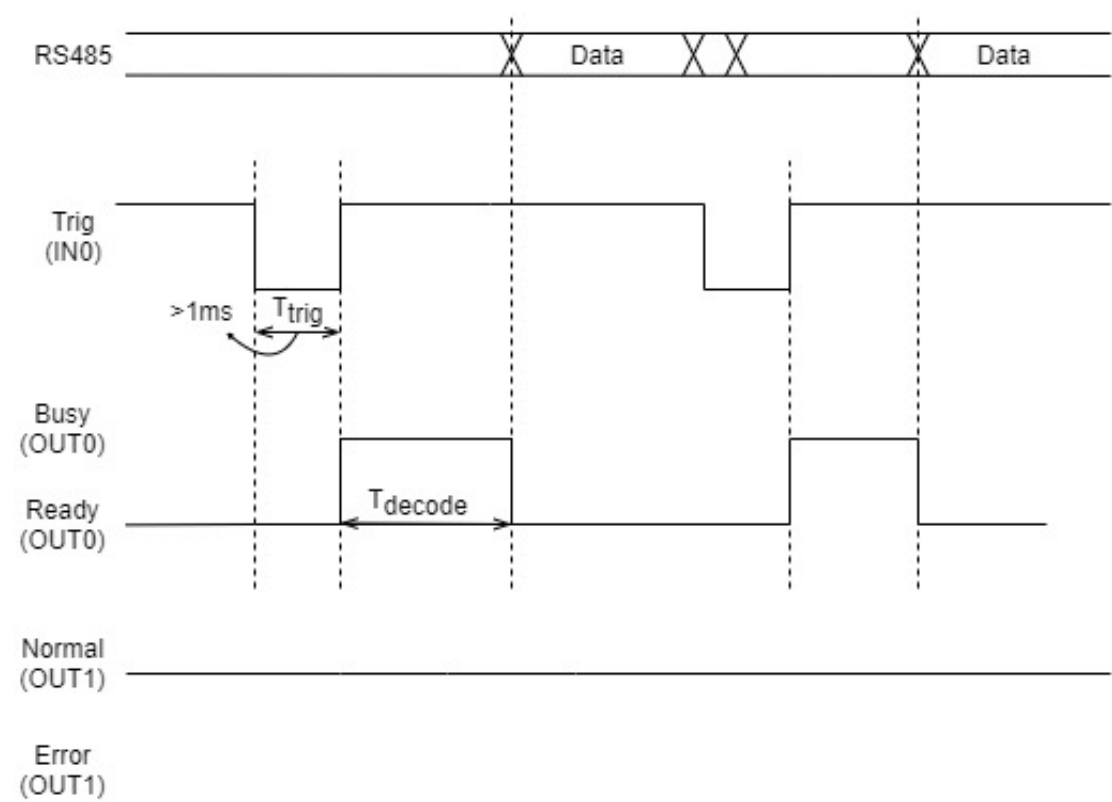 RS485
Data
Data
Trig
(IN0)
>1ms
Ttrig
Busy
(OUT0)
Tdecode
Ready
(OUT0)
Normal
(OUT1)
Error
(OUT1)